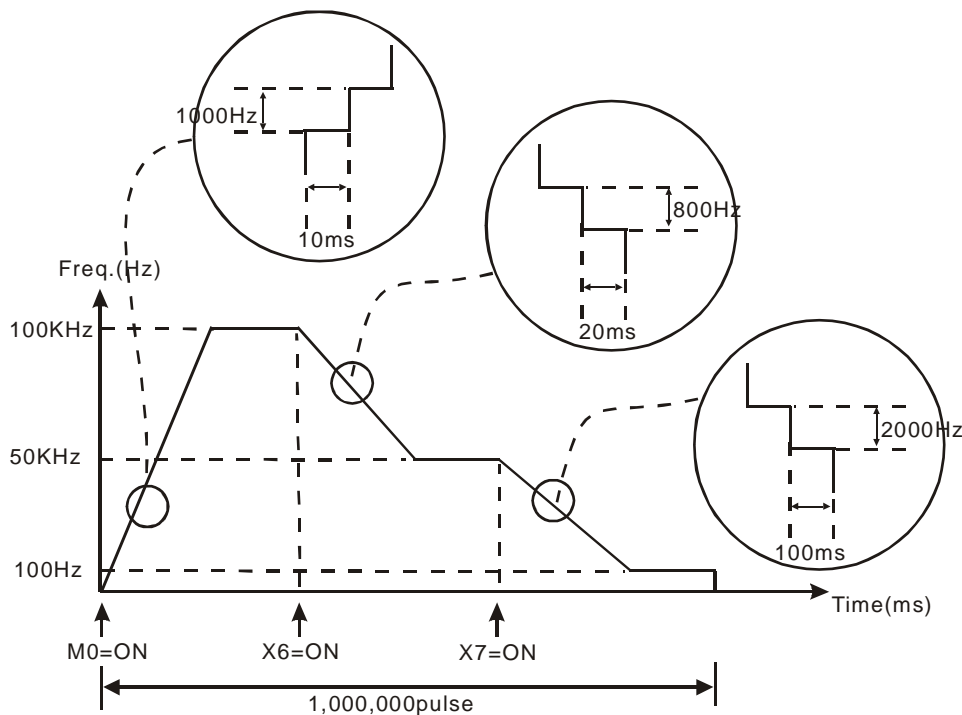 1000Hz
10ms
800Hz
20ms
Freq.(Hz)
100KHz
2000Hz
50KHz
100ms
100Hz
Time(ms)
M0=ON
X6=ON
X7=ON
1,000,000pulse